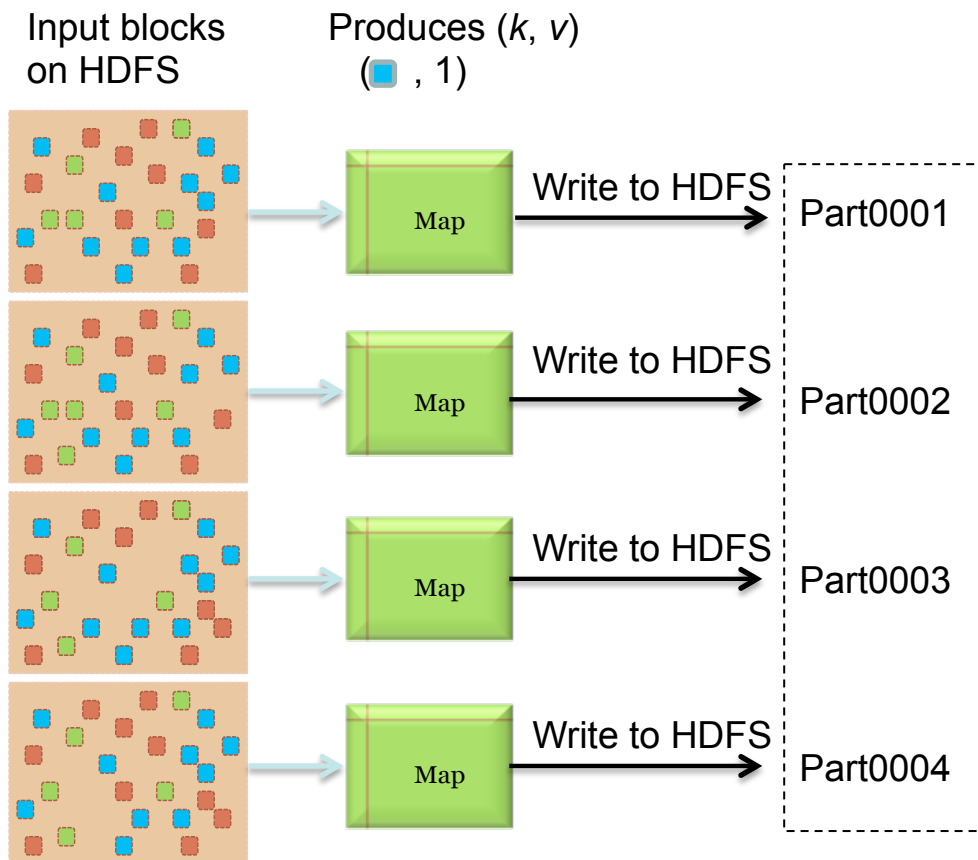 Input blocks
on HDFS
Produces (k, v)
( , 1)
Map
Write to HDFS
Part0001
Map
Write to HDFS
Part0002
Map
Write to HDFS
Part0003
Map
Write to HDFS
Part0004